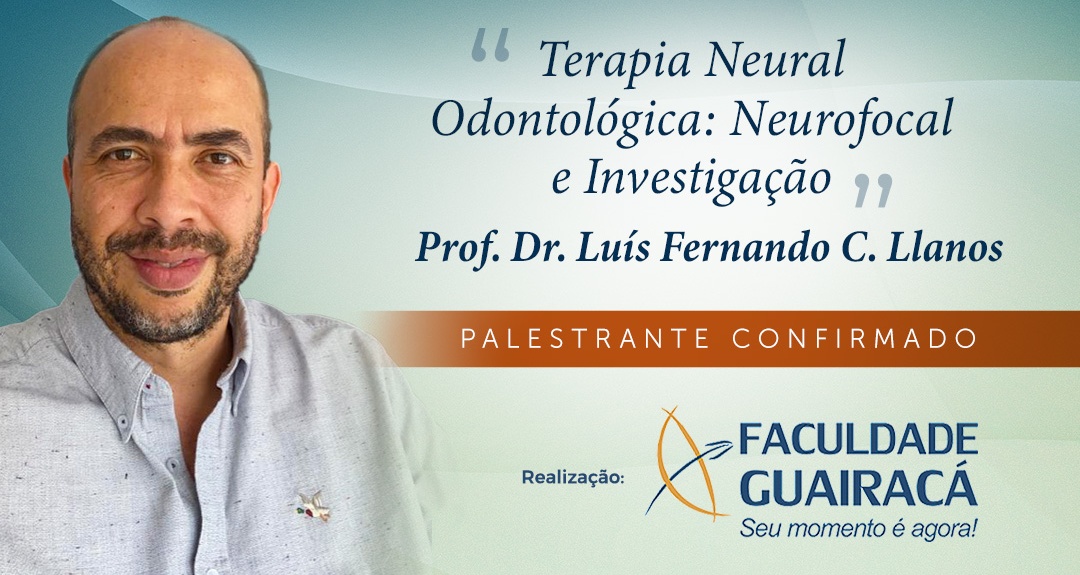 “ Terapia Neural
Odontológica: Neurofocal
e Investigação ”
Prof. Dr. Luís Fernando C. Llanos
PALESTRANTE CONFIRMADO
Realização:
FACULDADE
GUAIRACÁ
Seu momento é agora!